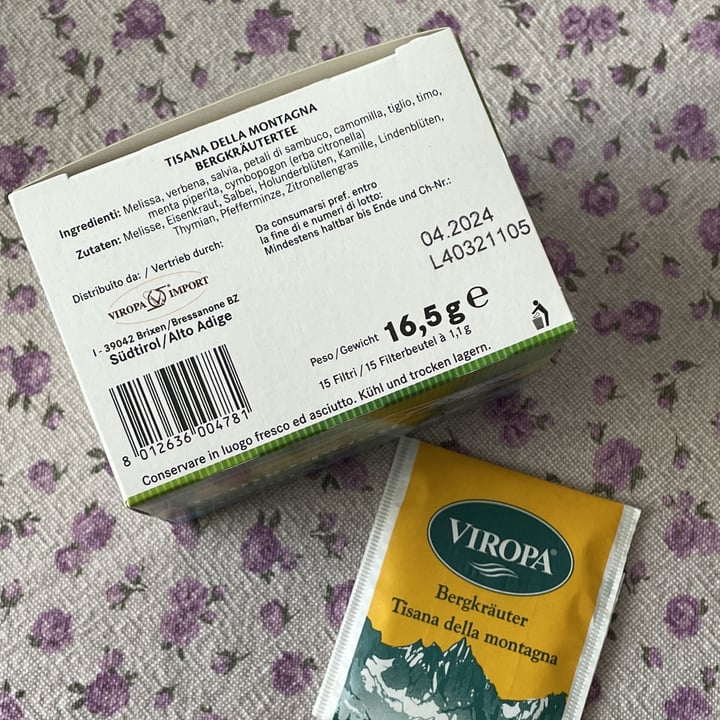 TISANA DELLA MONTAGNA
BERGKRÄUTERTEE
Ingredienti: Melissa, verbena, salvia, petali di sambuco, camomilla, tiglio, timo,
menta piperita, cymbopogon (erba citronella)
Zutaten: Melisse, Eisenkraut, Salbei, Holunderblüten, Kamille, Lindenblüten,
Thymian, Pfefferminze, Zitronellengras
Distribuito da: / Vertrieb durch:
VIROPA IMPORT
I - 39042 Brixen/Bressanone BZ
Südtirol/Alto Adige
Da consumarsi pref. entro
la fine di e numeri di lotto:
Mindestens haltbar bis Ende und Ch-Nr.:
04.2024
L40321105
Peso/Gewicht 16,5g e
15 Filtri / 15 Filterbeutel à 1,1g
8 012636 004781
Conservare in luogo fresco ed asciutto. Kühl und trocken lagern.
VIROPA®
Bergkräuter
Tisana della montagna